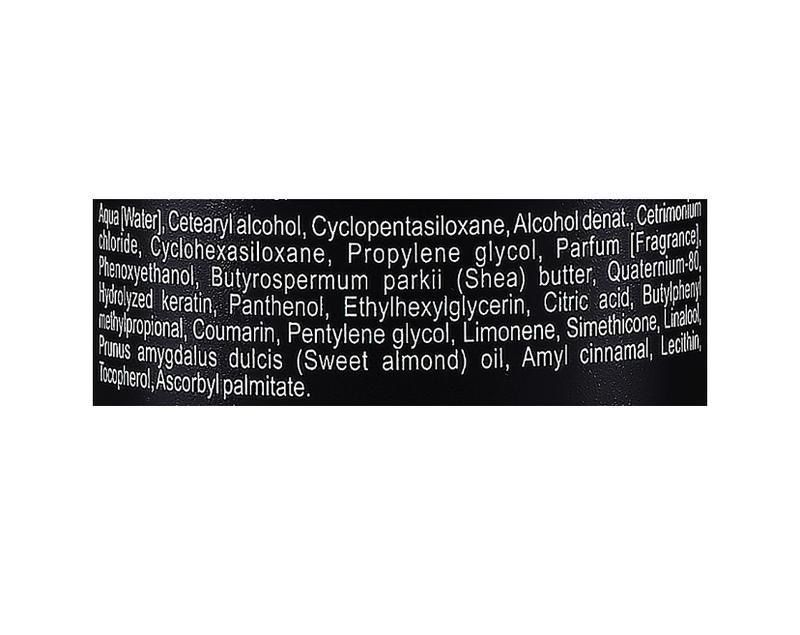 Aqua [Water], Cetearyl alcohol, Cyclopentasiloxane, Alcohol denat., Cetrimonium
chloride, Cyclohexasiloxane, Propylene glycol, Parfum [Fragrance],
Phenoxyethanol, Butyrospermum parkii (Shea) butter, Quaternium-80,
Hydrolyzed keratin, Panthenol, Ethylhexylglycerin, Citric acid, Butylphenyl
methylpropional, Coumarin, Pentylene glycol, Limonene, Simethicone, Linalool,
Prunus amygdalus dulcis (Sweet almond) oil, Amyl cinnamal, Lecithin,
Tocopherol, Ascorbyl palmitate.